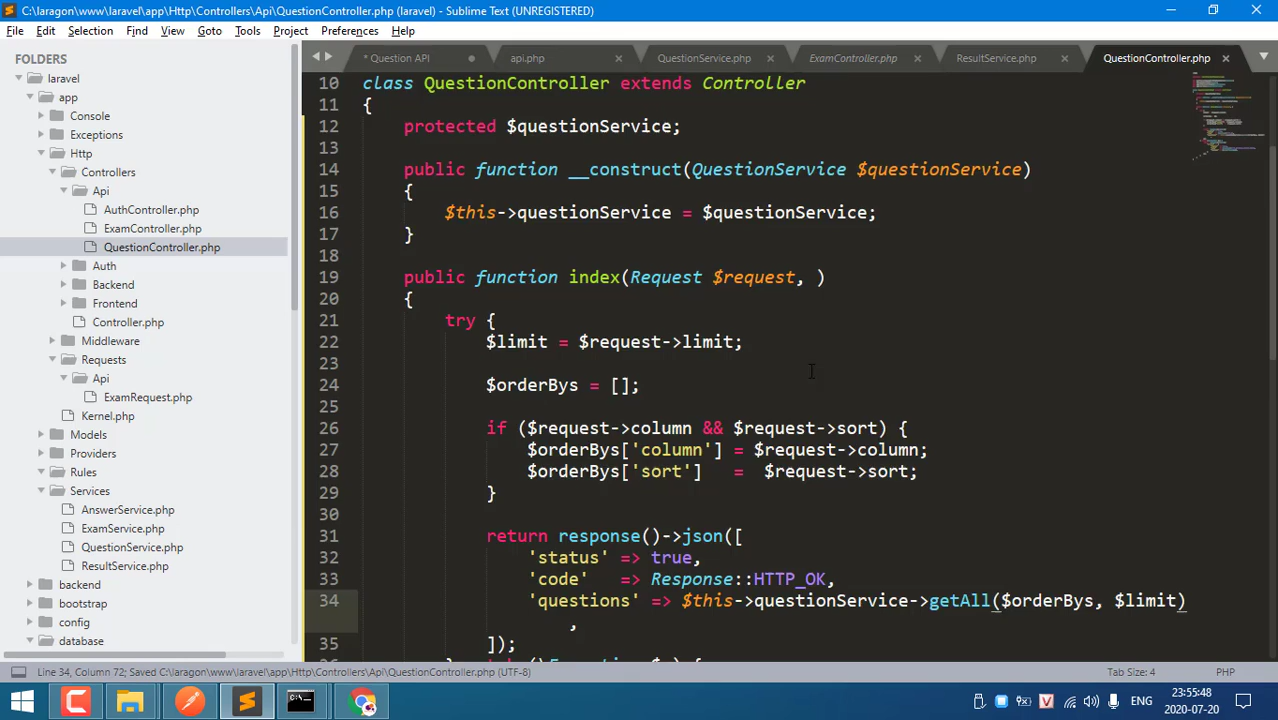 C:\laragon\www\laravel\app\Http\Controllers\Api\QuestionController.php (laravel) - Sublime Text (UNREGISTERED)
File Edit Selection Find View Goto Tools Project Preferences Help
FOLDERS
laravel
app
Console
Exceptions
Http
Controllers
Api
AuthController.php
ExamController.php
QuestionController.php
Auth
Backend
Frontend
Controller.php
Middleware
Requests
Api
ExamRequest.php
Kernel.php
Models
Providers
Rules
Services
AnswerService.php
ExamService.php
QuestionService.php
ResultService.php
backend
bootstrap
config
database
* Question API api.php QuestionService.php ExamController.php ResultService.php QuestionController.php
10 class QuestionController extends Controller
11 {
12 protected $questionService;
13
14 public function __construct(QuestionService $questionService)
15 {
16 $this->questionService = $questionService;
17 }
18
19 public function index(Request $request, )
20 {
21 try {
22 $limit = $request->limit;
23
24 $orderBys = [];
25
26 if ($request->column && $request->sort) {
27 $orderBys['column'] = $request->column;
28 $orderBys['sort'] = $request->sort;
29 }
30
31 return response()->json([
32 'status' => true,
33 'code' => Response::HTTP_OK,
34 'questions' => $this->questionService->getAll($orderBys, $limit)
,
35 ]);
Line 34, Column 72; Saved C:\laragon\www\laravel\app\Http\Controllers\Api\QuestionController.php (UTF-8)
Tab Size: 4
PHP
ENG
23:55:48
2020-07-20